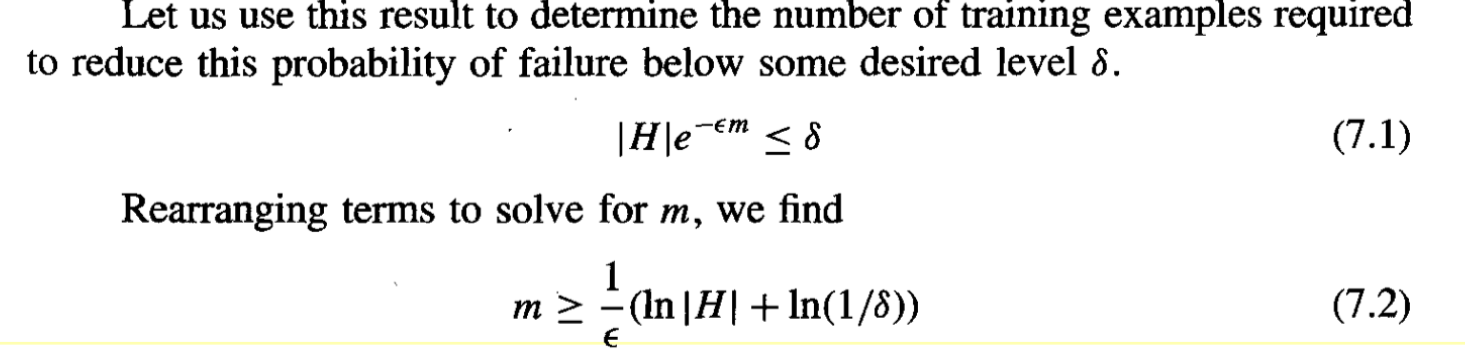 Let us use this result to determine the number of training examples required
to reduce this probability of failure below some desired level δ.
|H|e^{-ϵm} ≤ δ (7.1)
Rearranging terms to solve for m, we find
m ≥ \frac{1}{ϵ}(ln |H| + ln(1/δ)) (7.2)